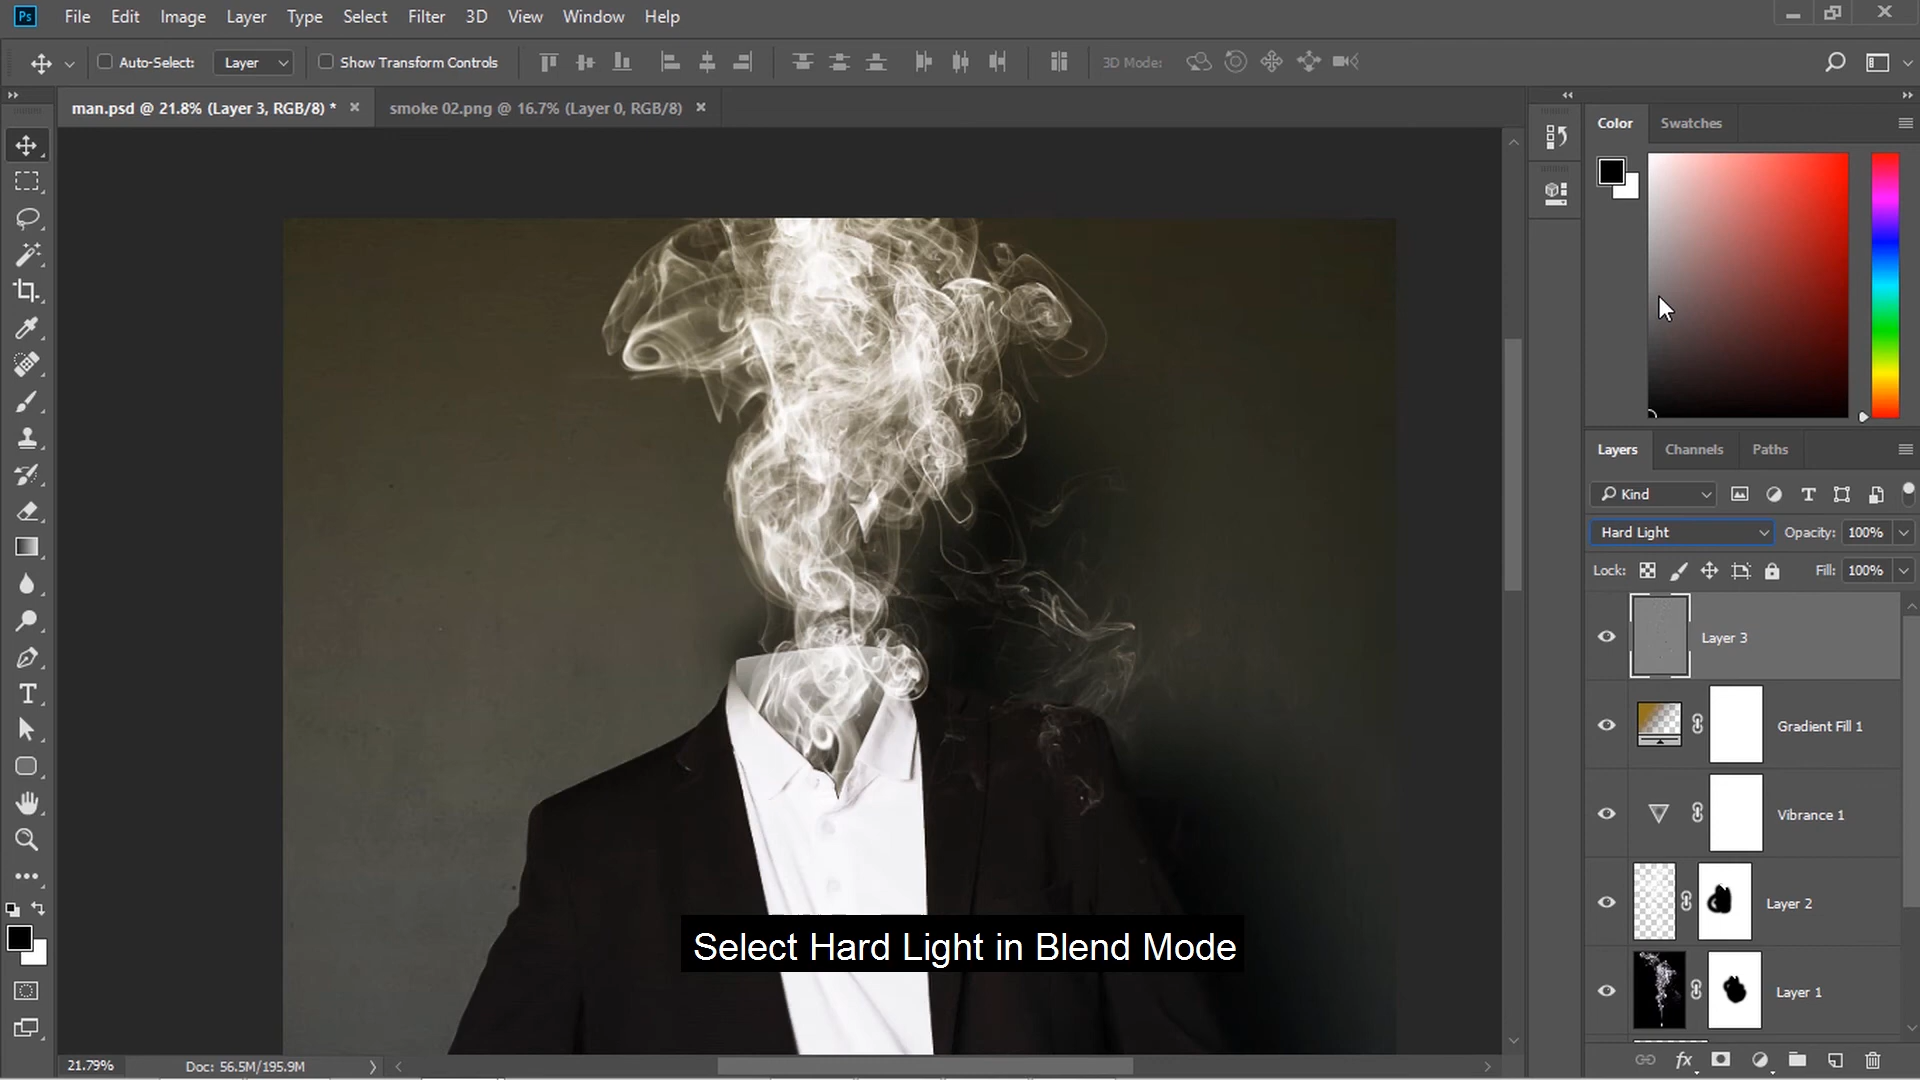 Ps File Edit Image Layer Type Select Filter 3D View Window Help
Auto-Select: Layer Show Transform Controls 3D Mode:
man.psd @ 21.8% (Layer 3, RGB/8) * × smoke 02.png @ 16.7% (Layer 0, RGB/8) ×
Color Swatches
Layers Channels Paths
Kind
Hard Light Opacity: 100%
Lock: Fill: 100%
Layer 3
Gradient Fill 1
Vibrance 1
Layer 2
Layer 1
Select Hard Light in Blend Mode
21.79% Doc: 56.5M/195.9M
fx